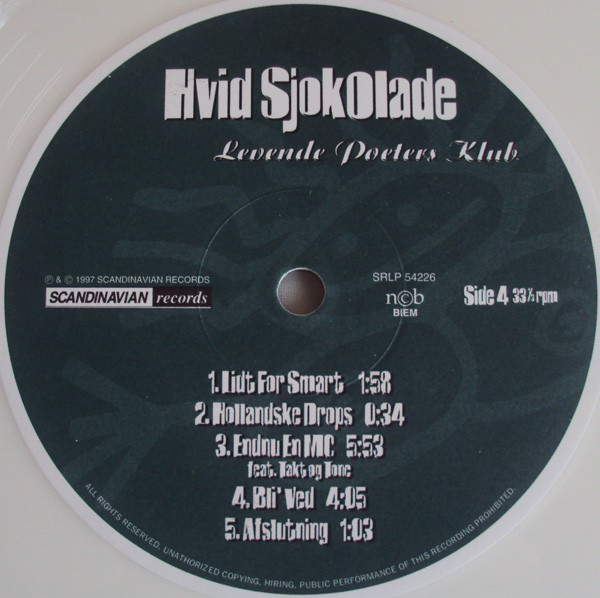 Hvid SjokOlade
Levende Poeters Klub
℗ & © 1997 SCANDINAVIAN RECORDS
SCANDINAVIAN records
SRLP 54226
n©b
BIEM
Side 4 33⅓ rpm
1. Lidt For Smart 1:58
2. Hollandske Drops 0:34
3. Endnu En MC 5:53
feat. Takt og Tone
4. Bli' Ved 4:05
5. Afslutning 1:03
ALL RIGHTS RESERVED. UNAUTHORIZED COPYING, HIRING, PUBLIC PERFORMANCE OF THIS RECORDING PROHIBITED.